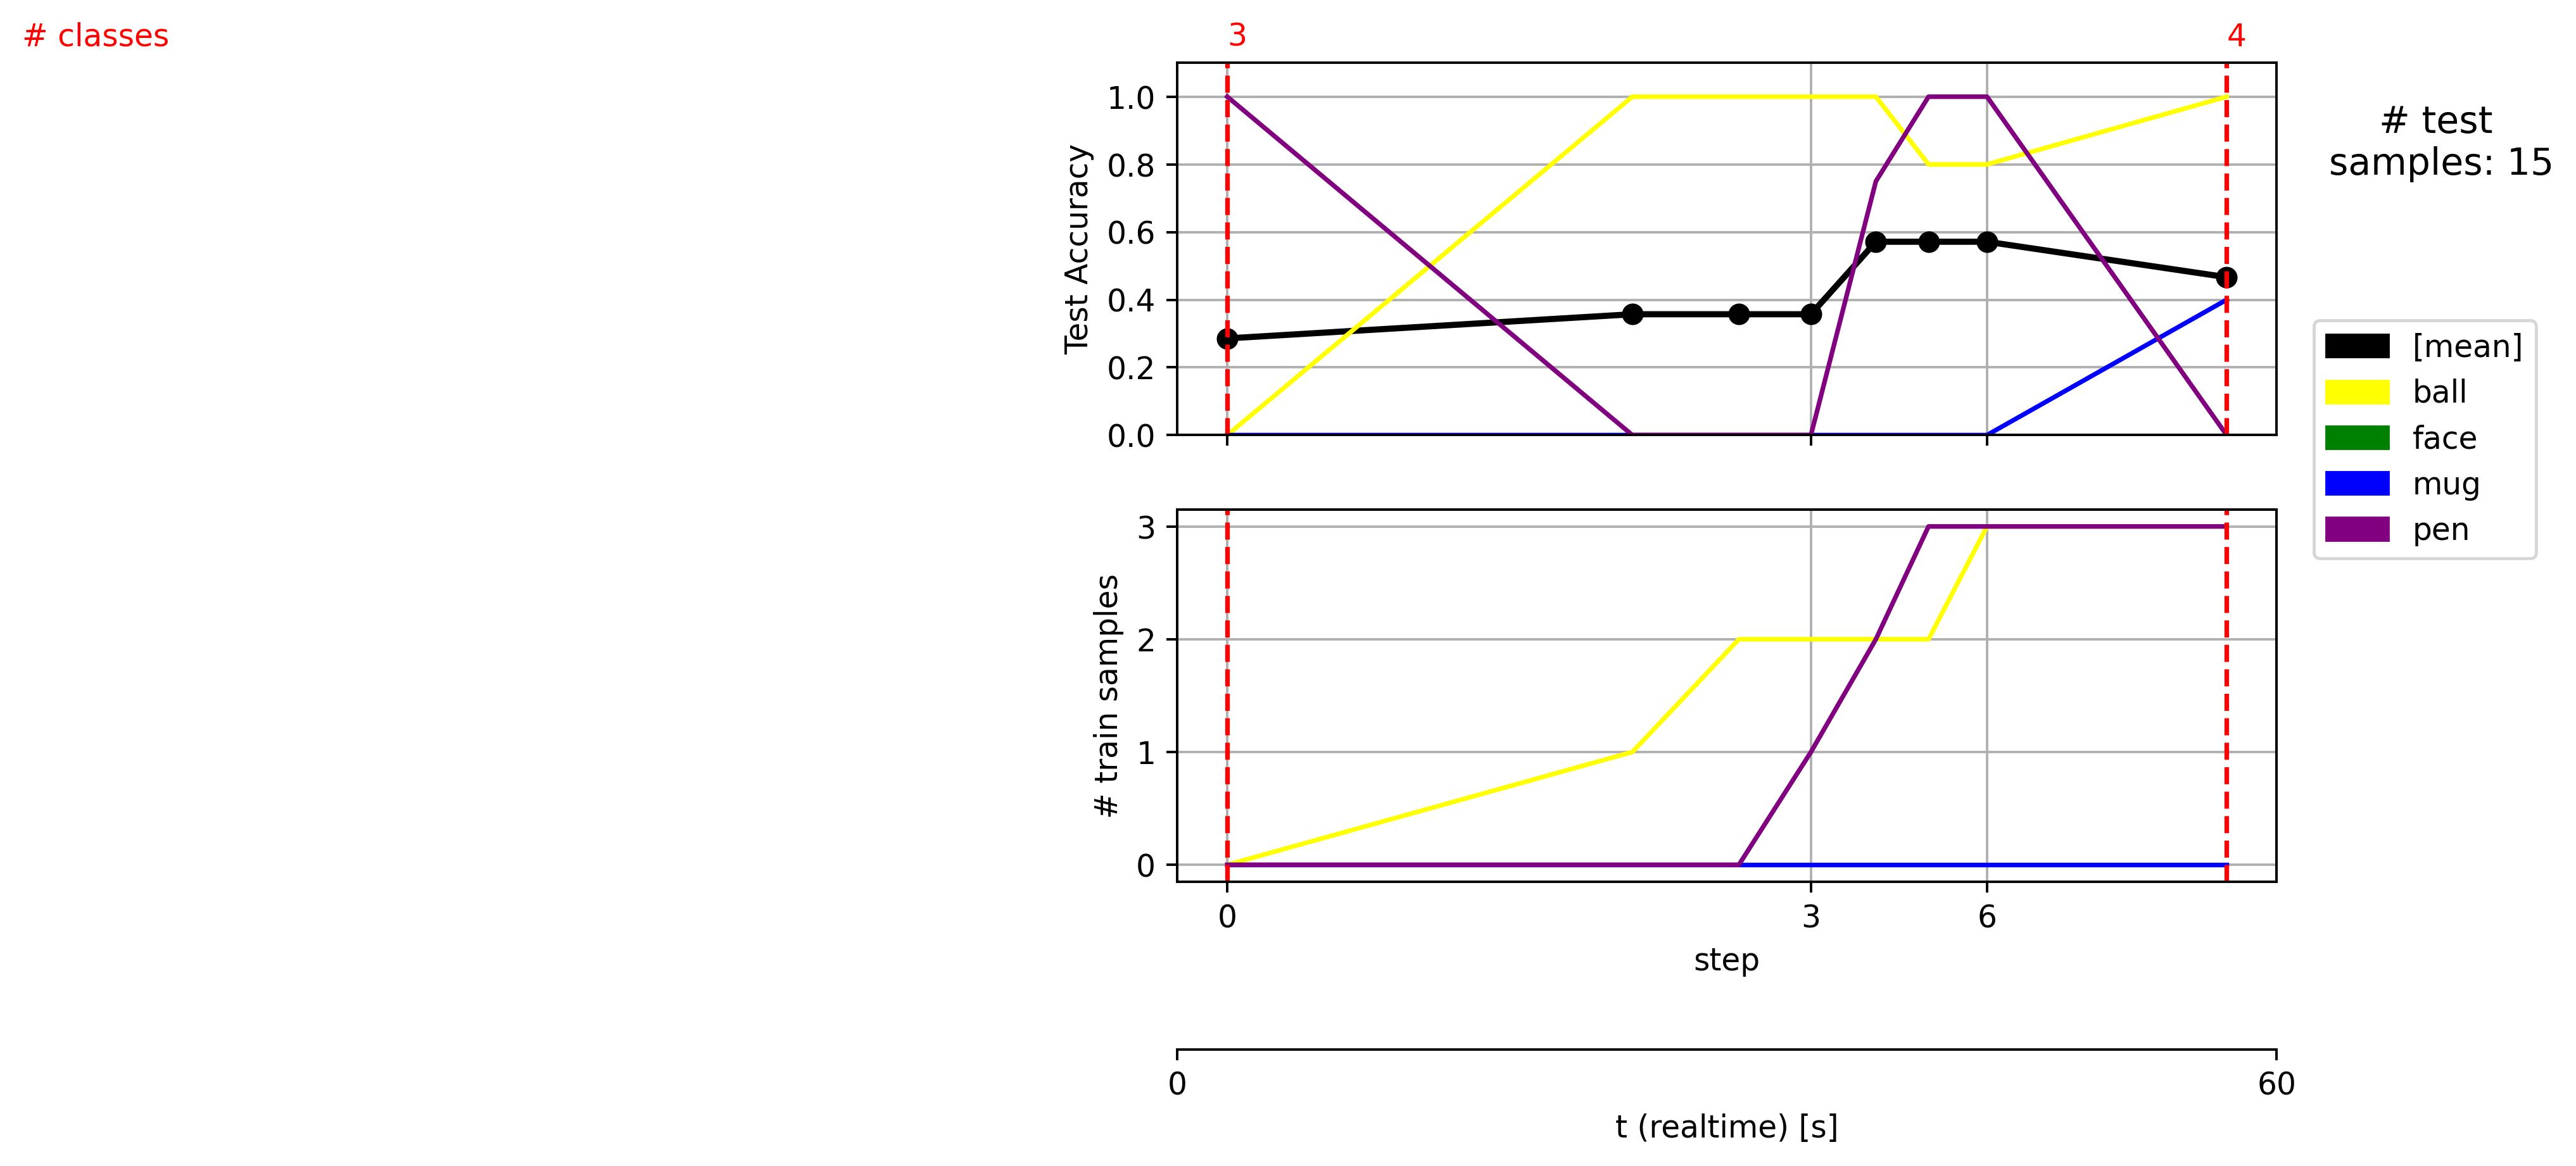 # classes
3
4
Test Accuracy
1.0
0.8
0.6
0.4
0.2
0.0
# test
samples: 15
[mean]
ball
face
mug
pen
# train samples
3
2
1
0
0
3
6
step
0
60
t (realtime) [s]